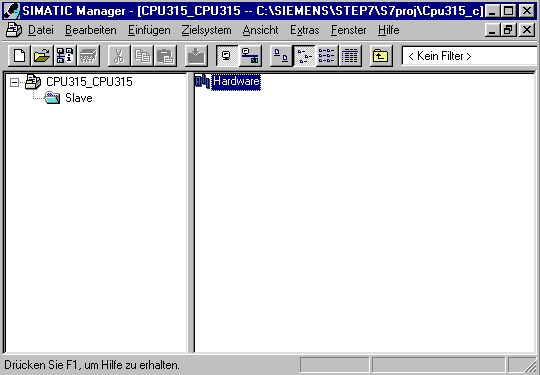 SIMATIC Manager - [CPU315_CPU315 -- C:\SIEMENS\STEP7\S7proj\Cpu315_c]
Datei Bearbeiten Einfügen Zielsystem Ansicht Extras Fenster Hilfe
< Kein Filter >
CPU315_CPU315
Slave
Hardware
Drücken Sie F1, um Hilfe zu erhalten.